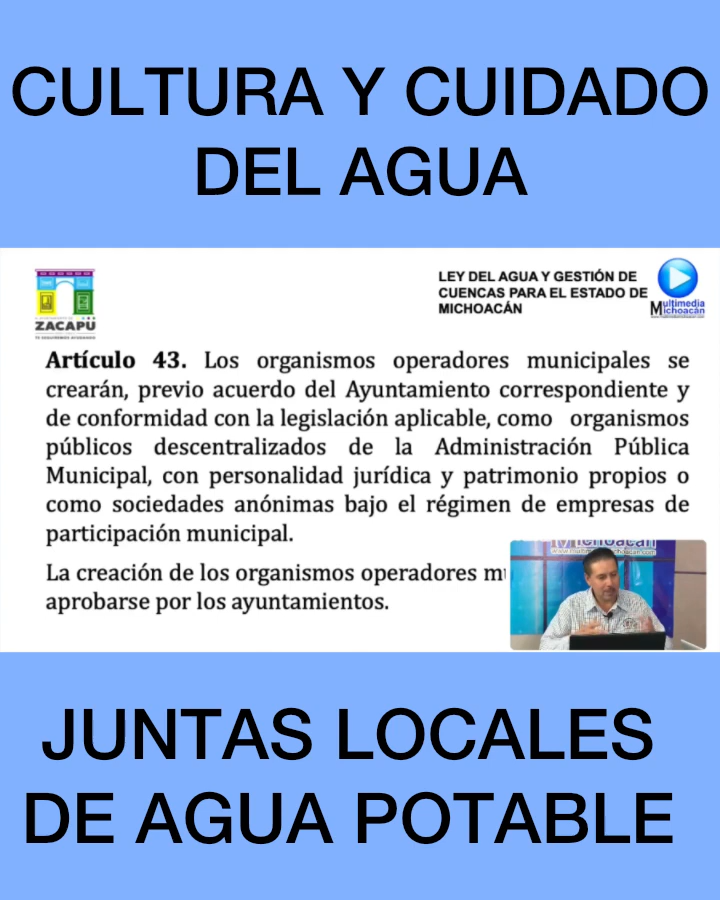 CULTURA Y CUIDADO
DEL AGUA
ZACAPU
LEY DEL AGUA Y GESTIÓN DE
CUENCAS PARA EL ESTADO DE
MICHOACÁN
Multimedia
Michoacán
Artículo 43. Los organismos operadores municipales se
crearán, previo acuerdo del Ayuntamiento correspondiente y
de conformidad con la legislación aplicable, como organismos
públicos descentralizados de la Administración Pública
Municipal, con personalidad jurídica y patrimonio propios o
como sociedades anónimas bajo el régimen de empresas de
participación municipal.
La creación de los organismos operadores
aprobarse por los ayuntamientos.
Michoacán
JUNTAS LOCALES
DE AGUA POTABLE